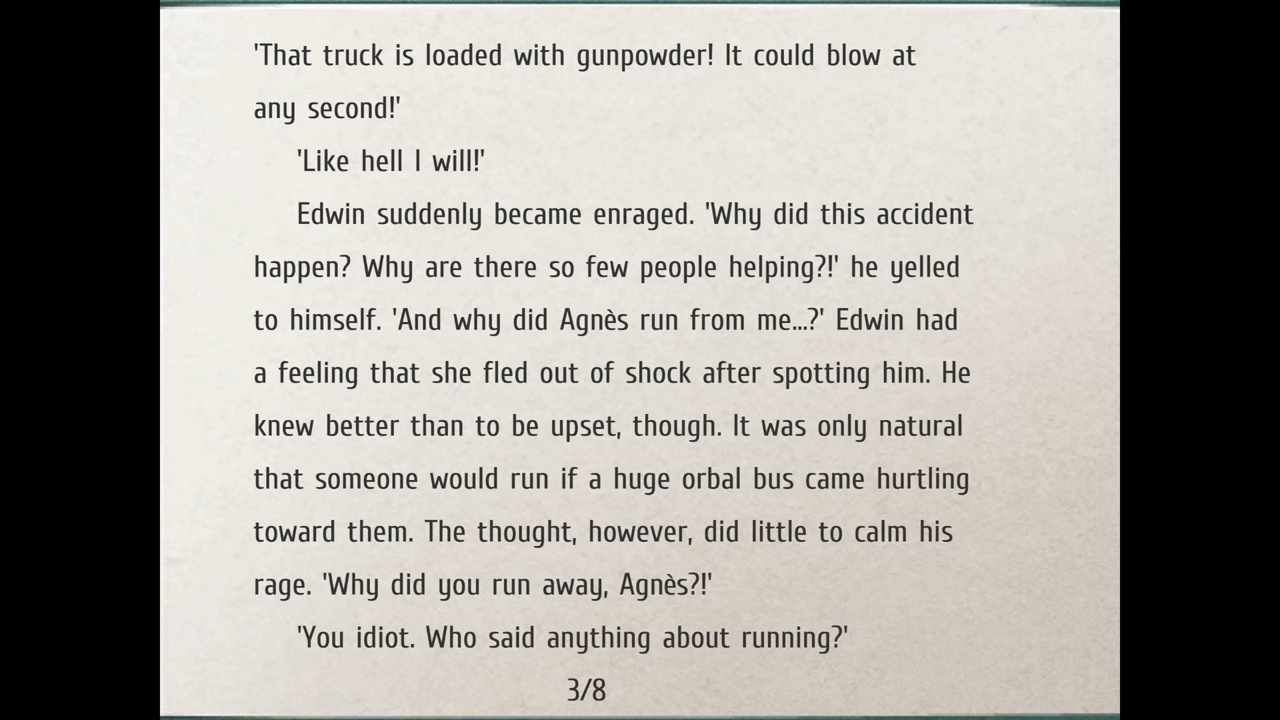 'That truck is loaded with gunpowder! It could blow at
any second!'
'Like hell I will!'
Edwin suddenly became enraged. 'Why did this accident
happen? Why are there so few people helping?!' he yelled
to himself. 'And why did Agnès run from me...?' Edwin had
a feeling that she fled out of shock after spotting him. He
knew better than to be upset, though. It was only natural
that someone would run if a huge orbal bus came hurtling
toward them. The thought, however, did little to calm his
rage. 'Why did you run away, Agnès?!'
'You idiot. Who said anything about running?'
3/8